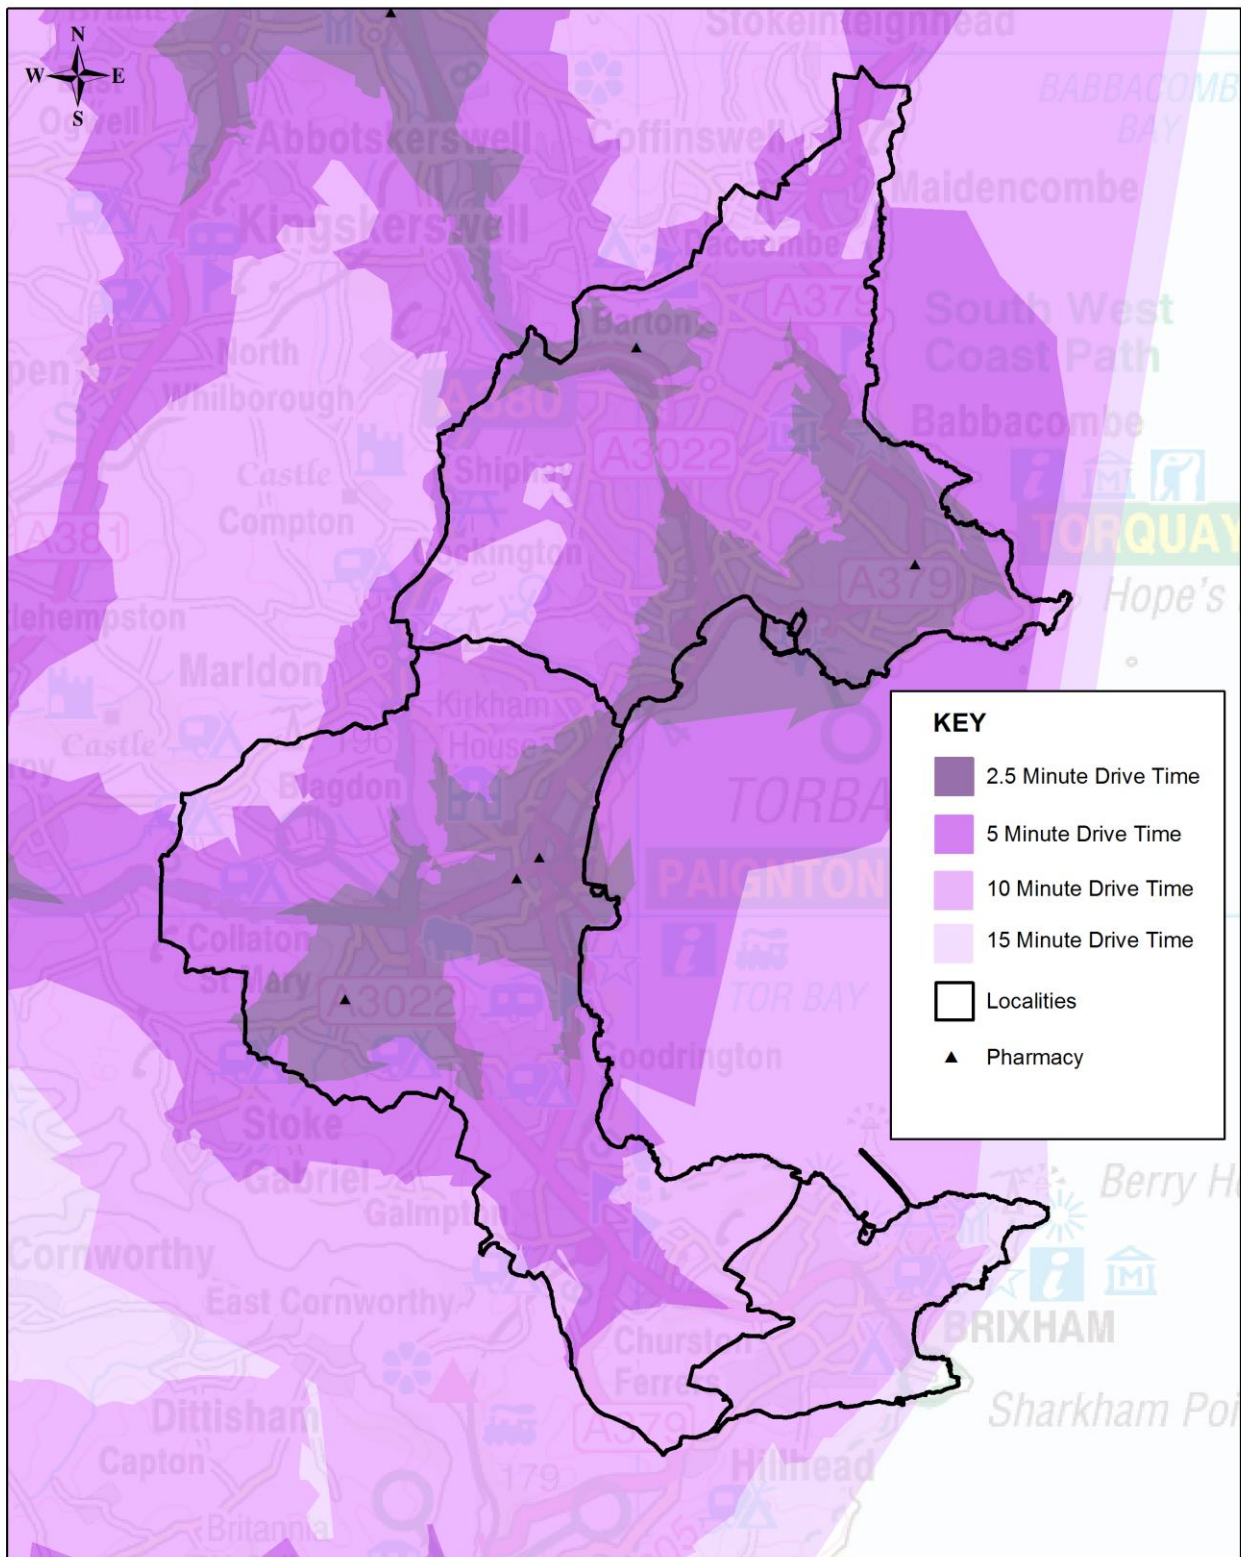 N
W E
S
Stokeinteignhead
BABBACOMB
BAY
Ogwell
Abbotskerswell
Coffinswell
Maidencombe
Kingskerswell
Barton
A379
South West
Coast Path
North
Whilborough
A380
Babbacombe
A3022
Castle
Compton
TORQUAY
A381
A379
Hope's
lehempston
Marldon
Kirkham
House
Castle
196
Blagdon
TORBA
PAIGNTON
Collaton
St Mary
A3022
TOR BAY
Goodrington
Stoke
Gabriel
Galmpton
Berry H
Cornworthy
East Cornworthy
BRIXHAM
Churston
Ferrers
Dittisham
A379
Sharkham Poi
Capton
179
Hillhead
Britannia
KEY
2.5 Minute Drive Time
5 Minute Drive Time
10 Minute Drive Time
15 Minute Drive Time
Localities
Pharmacy